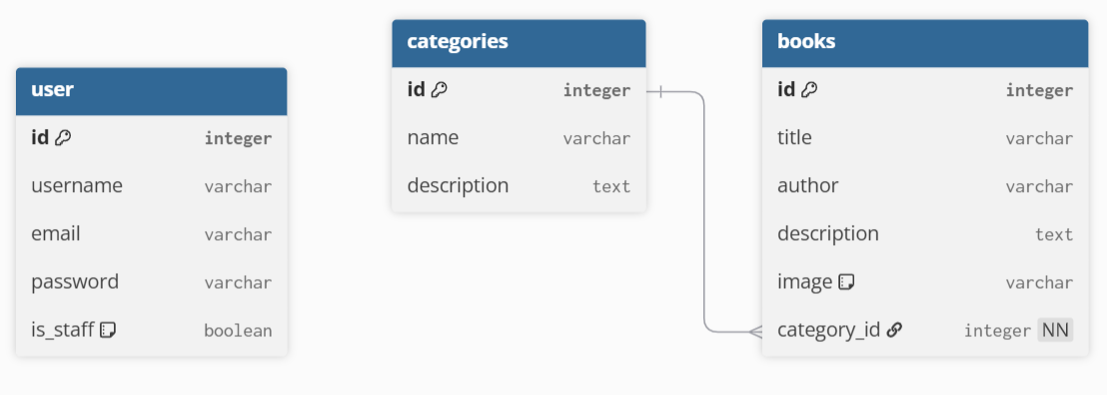 user
id integer
username varchar
email varchar
password varchar
is_staff boolean
categories
id integer
name varchar
description text
books
id integer
title varchar
author varchar
description text
image varchar
category_id integer NN